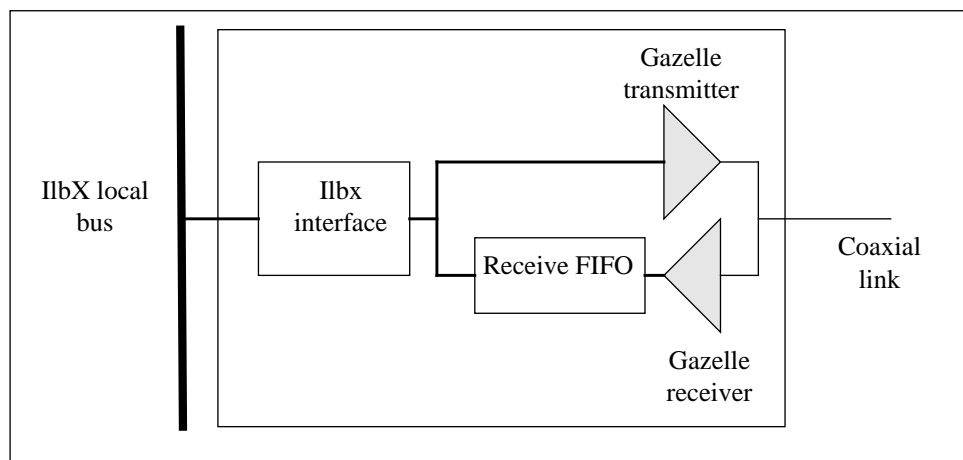 Gazelle
transmitter
IlbX local
bus
Ilbx
interface
Receive FIFO
Coaxial
link
Gazelle
receiver